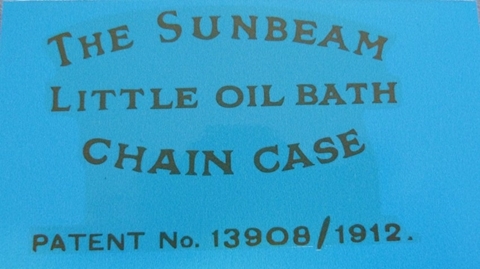 THE SUNBEAM
LITTLE OIL BATH
CHAIN CASE
PATENT No. 13908/1912.